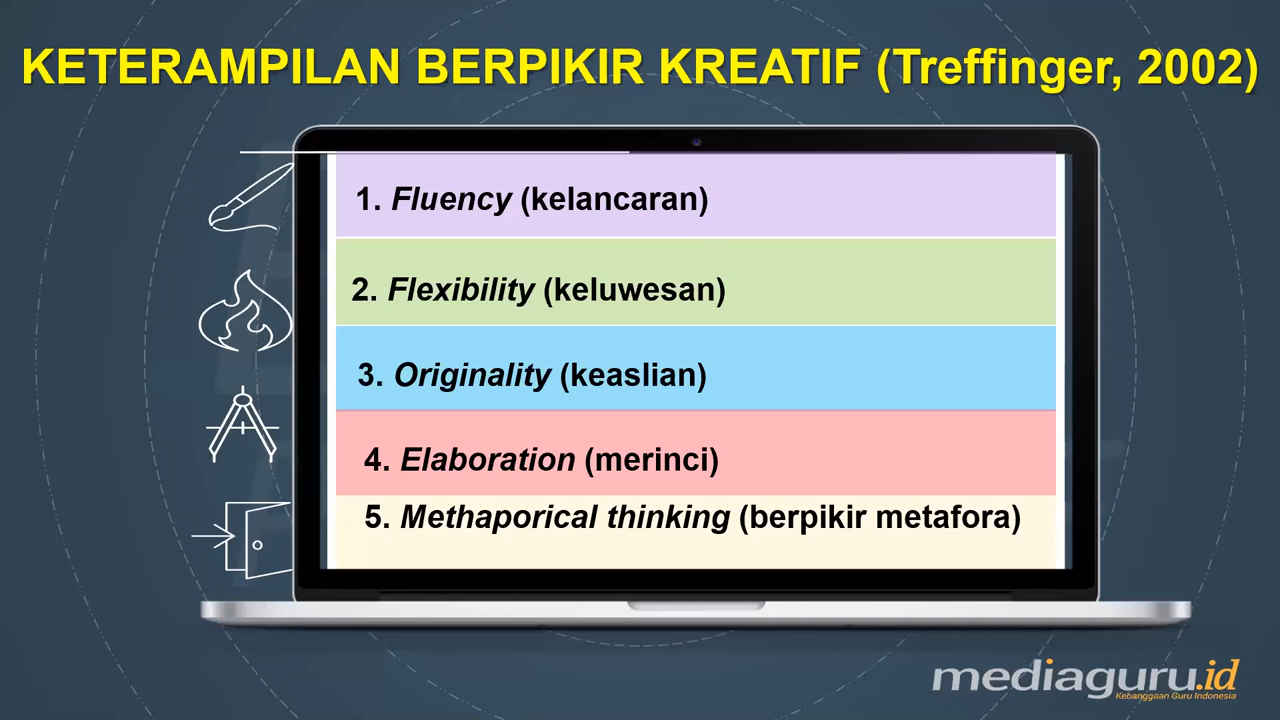 KETERAMPILAN BERPIKIR KREATIF (Treffinger, 2002)
1. Fluency (kelancaran)
2. Flexibility (keluwesan)
3. Originality (keaslian)
4. Elaboration (merinci)
5. Methaporical thinking (berpikir metafora)
mediaguru.id
Kebanggaan Guru Indonesia